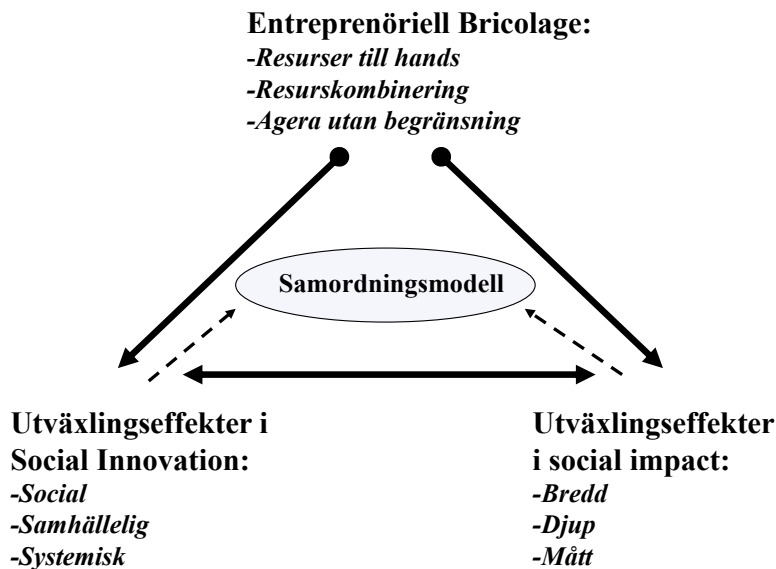 Entreprenöriell Bricolage:
-Resurser till hands
-Resurskombinering
-Agera utan begränsning
Samordningsmodell
Utväxlingseffekter i
Social Innovation:
-Social
-Samhällelig
-Systemisk
Utväxlingseffekter
i social impact:
-Bredd
-Djup
-Mått